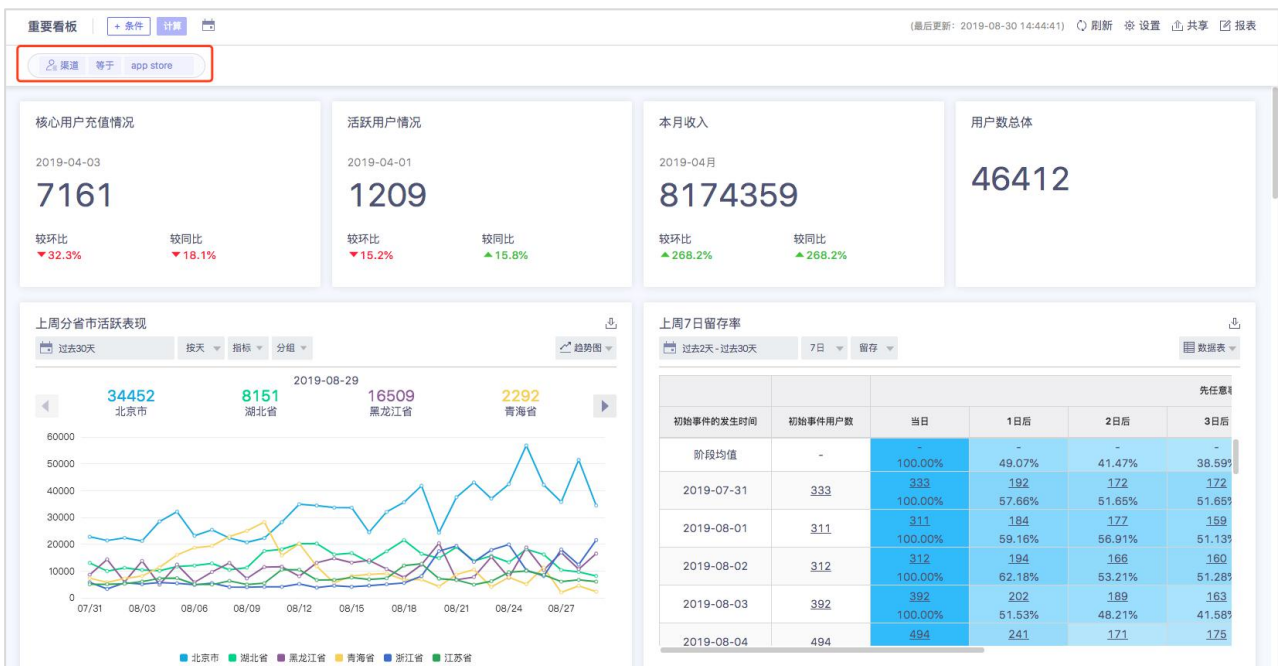 重要看板 + 条件 计算 (最后更新: 2019-08-30 14:44:41) 刷新 设置 共享 报表
渠道 等于 app store
核心用户充值情况
2019-04-03
7161
较环比 较同比
▼32.3% ▼18.1%
活跃用户情况
2019-04-01
1209
较环比 较同比
▼15.2% ▲15.8%
本月收入
2019-04月
8174359
较环比 较同比
▲268.2% ▲268.2%
用户数总体
46412
上周分省市活跃表现
过去30天 按天 指标 分组 趋势图
2019-08-29
34452 8151 16509 2292
北京市 湖北省 黑龙江省 青海省
60000
50000
40000
30000
20000
10000
0
07/31 08/03 08/06 08/09 08/12 08/15 08/18 08/21 08/24 08/27
北京市 湖北省 黑龙江省 青海省 浙江省 江苏省
上周7日留存率
过去2天-过去30天 7日 留存 数据表
先任意
初始事件的发生时间 初始事件用户数 当日 1日后 2日后 3日后
阶段均值 - - - - -
100.00% 49.07% 41.47% 38.59%
2019-07-31 333 333 192 172 172
100.00% 57.66% 51.65% 51.65%
2019-08-01 311 311 184 177 159
100.00% 59.16% 56.91% 51.13%
2019-08-02 312 312 194 166 160
100.00% 62.18% 53.21% 51.28%
2019-08-03 392 392 202 189 163
100.00% 51.53% 48.21% 41.58%
2019-08-04 494 494 241 171 175